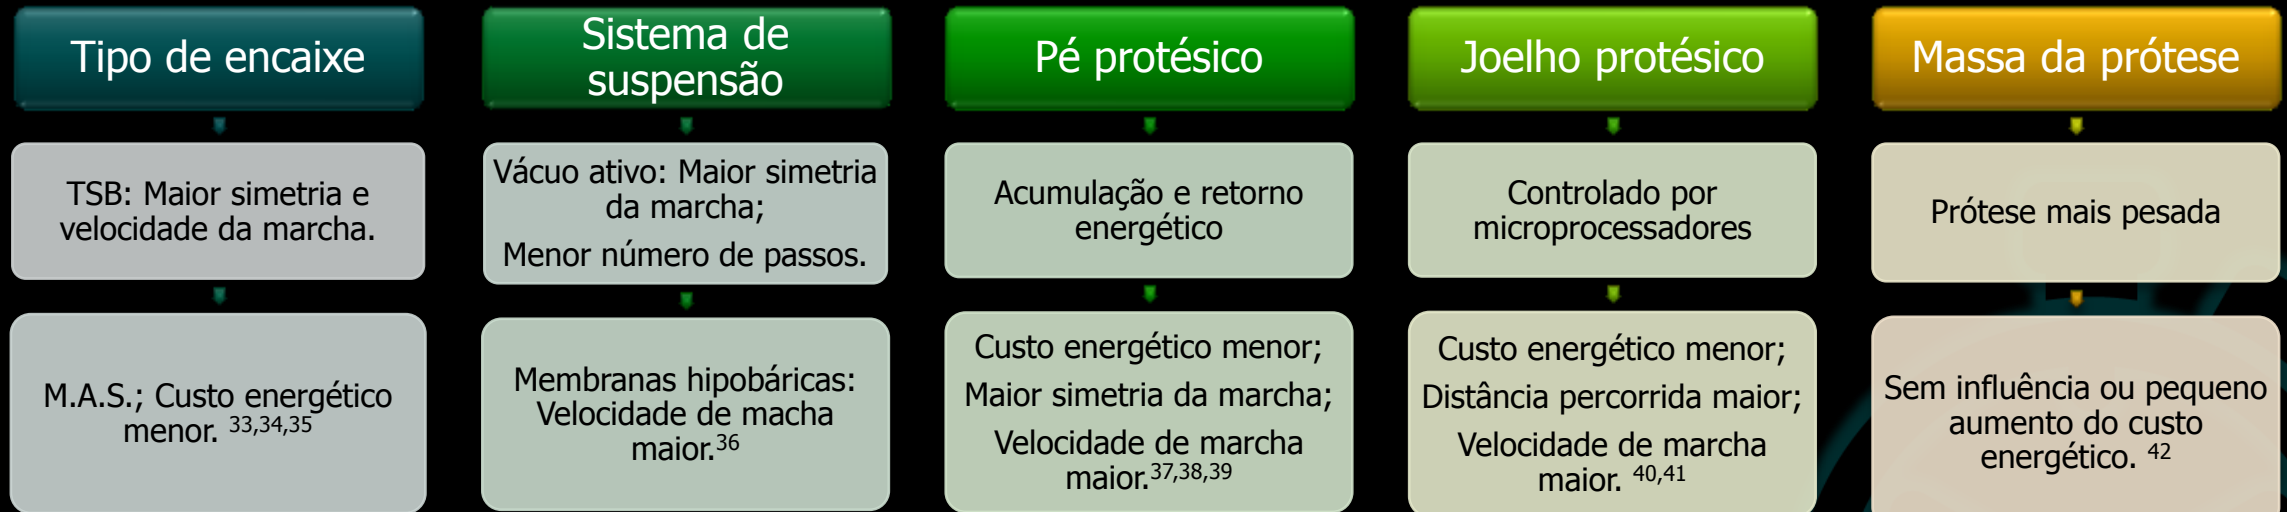 Tipo de encaixe
TSB: Maior simetria e
velocidade da marcha.
M.A.S.; Custo energético
menor. 33,34,35
Sistema de
suspensão
Vácuo ativo: Maior simetria
da marcha;
Menor número de passos.
Membranas hipobáricas:
Velocidade de macha
maior.36
Pé protésico
Acumulação e retorno
energético
Custo energético menor;
Maior simetria da marcha;
Velocidade de marcha
maior.37,38,39
Joelho protésico
Controlado por
microprocessadores
Custo energético menor;
Distância percorrida maior;
Velocidade de marcha
maior. 40,41
Massa da prótese
Prótese mais pesada
Sem influência ou pequeno
aumento do custo
energético. 42